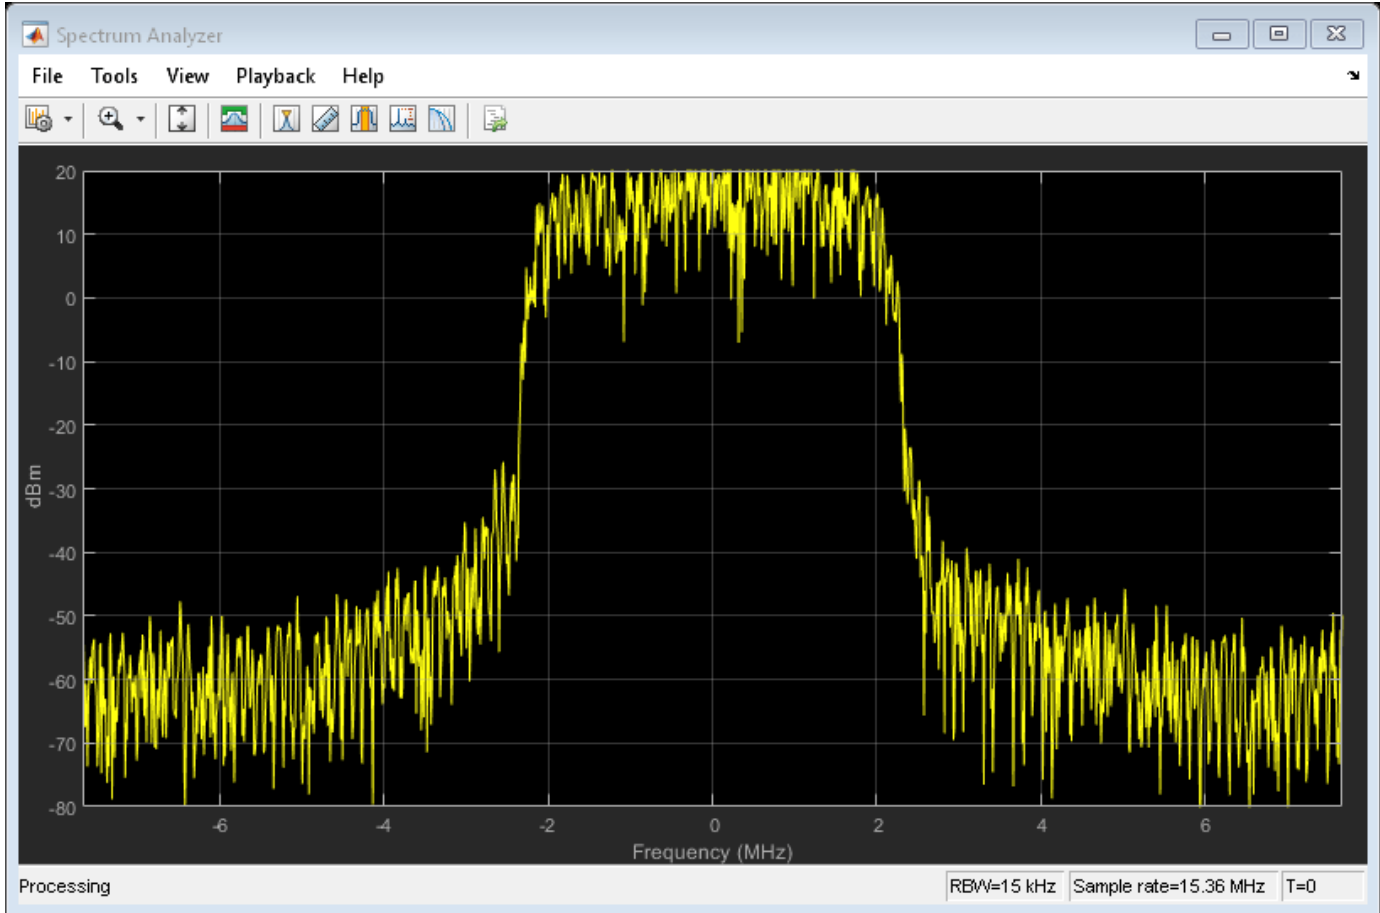 Spectrum Analyzer
File Tools View Playback Help
20
10
0
-10
-20
-30
-40
-50
-60
-70
-80
dBm
-6 -4 -2 0 2 4 6
Frequency (MHz)
Processing RBW=15 kHz Sample rate=15.36 MHz T=0